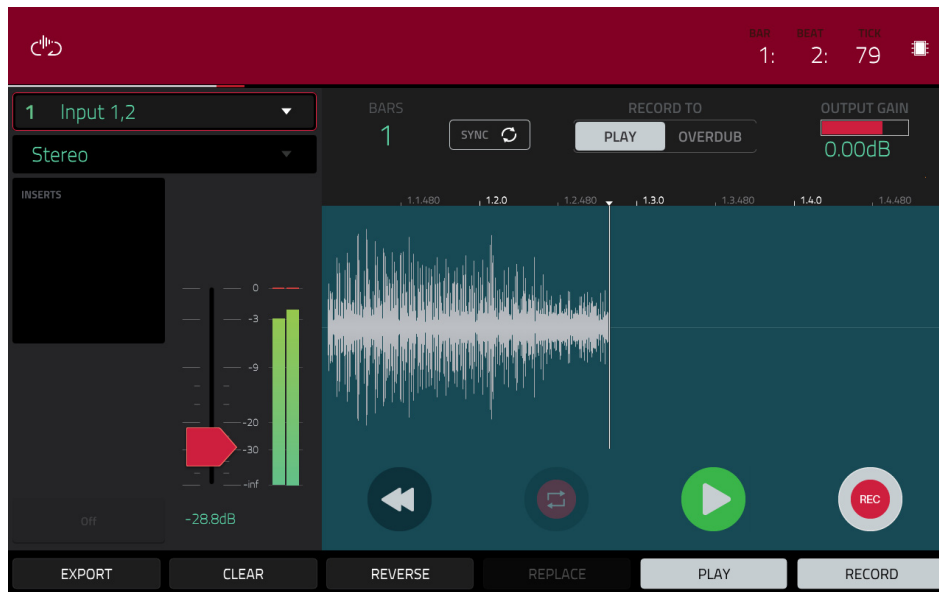 BAR BEAT TICK
1: 2: 79
1 Input 1,2
Stereo
INSERTS
0
-3
-9
-20
-30
-inf
Off
-28.8dB
BARS
1
SYNC
RECORD TO
PLAY OVERDUB
OUTPUT GAIN
0.00dB
1.1.480 1.2.0 1.2.480 1.3.0 1.3.480 1.4.0 1.4.480
REC
EXPORT CLEAR REVERSE REPLACE PLAY RECORD